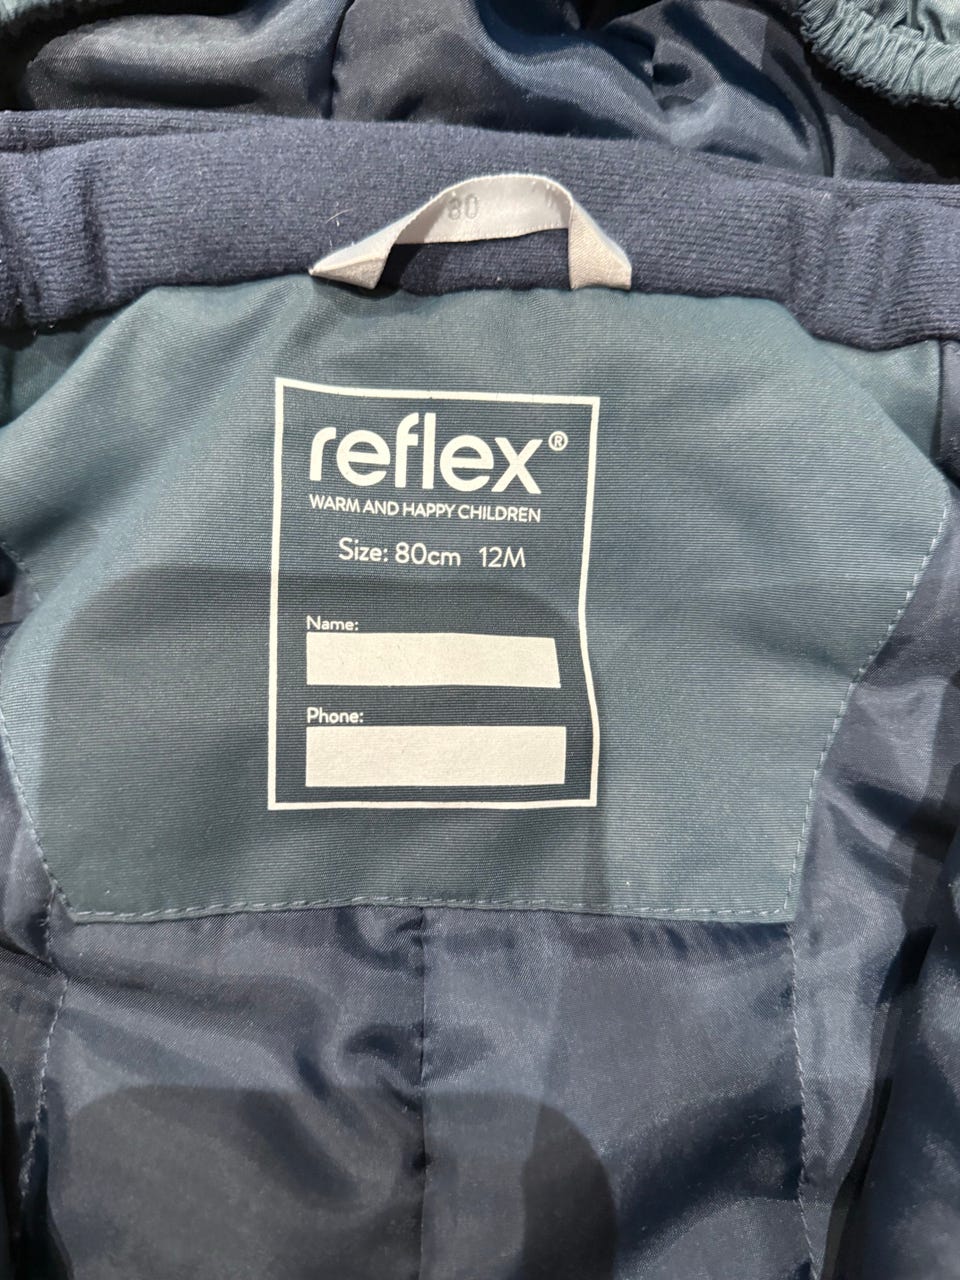 80
reflex®
WARM AND HAPPY CHILDREN
Size: 80cm 12M
Name:
Phone: